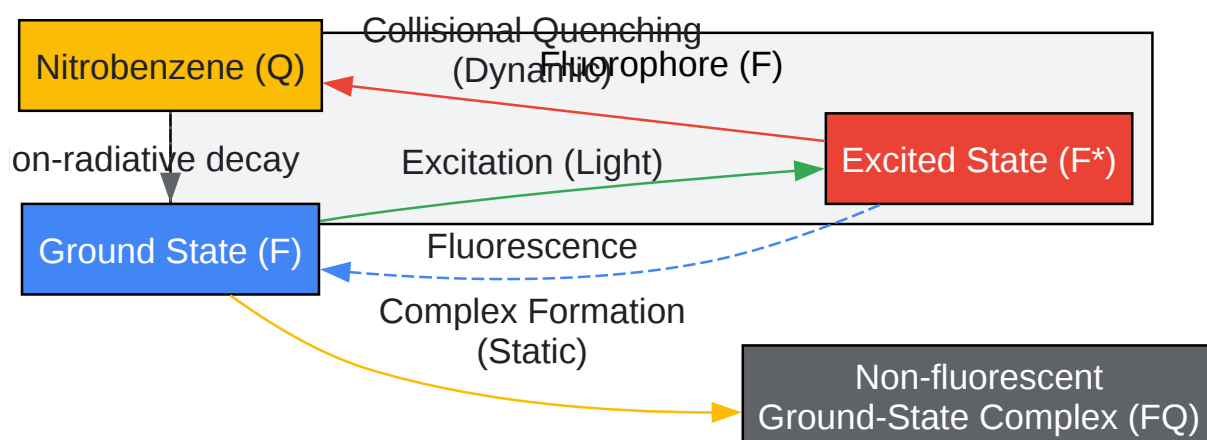 Collisional Quenching
(Dynamic)
Fluorophore (F)
Nitrobenzene (Q)
on-radiative decay
Excitation (Light)
Excited State (F*)
Ground State (F)
Fluorescence
Complex Formation
(Static)
Non-fluorescent
Ground-State Complex (FQ)